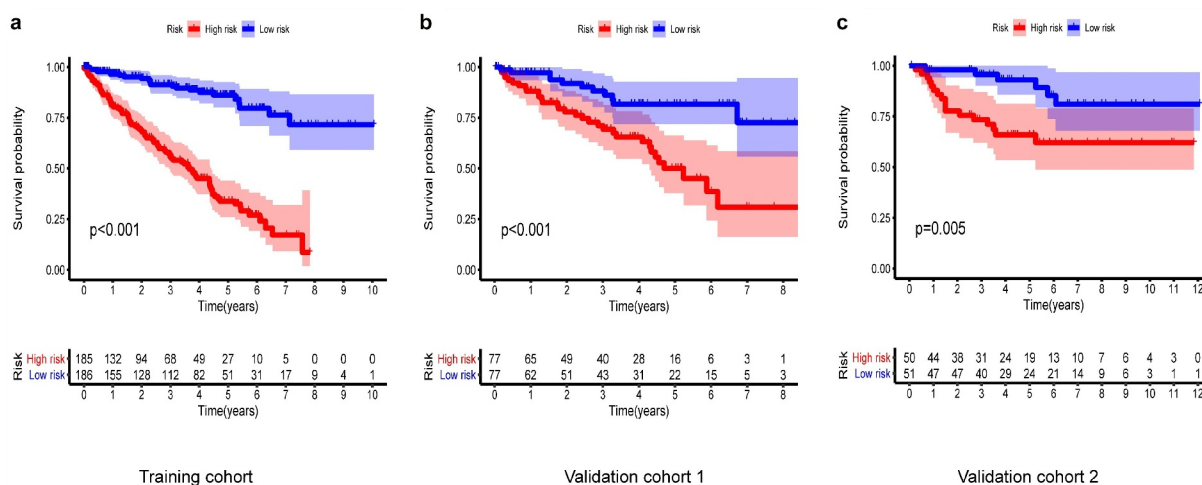 a
Risk High risk Low risk
Survival probability
1.00
0.75
0.50
0.25
0.00
p<0.001
0 1 2 3 4 5 6 7 8 9 10
Time(years)
Risk
High risk 185 132 94 68 49 27 10 5 0 0 0
Low risk 186 155 128 112 82 51 31 17 9 4 1
0 1 2 3 4 5 6 7 8 9 10
Time(years)
Training cohort
b
Risk High risk Low risk
Survival probability
1.00
0.75
0.50
0.25
0.00
p<0.001
0 1 2 3 4 5 6 7 8
Time(years)
Risk
High risk 77 65 49 40 28 16 6 3 1
Low risk 77 62 51 43 31 22 15 5 3
0 1 2 3 4 5 6 7 8
Time(years)
Validation cohort 1
c
Risk High risk Low risk
Survival probability
1.00
0.75
0.50
0.25
0.00
p=0.005
0 1 2 3 4 5 6 7 8 9 10 11 12
Time(years)
Risk
High risk 50 44 38 31 24 19 13 10 7 6 4 3 0
Low risk 51 47 47 40 29 24 21 14 9 6 3 1 1
0 1 2 3 4 5 6 7 8 9 10 11 12
Time(years)
Validation cohort 2